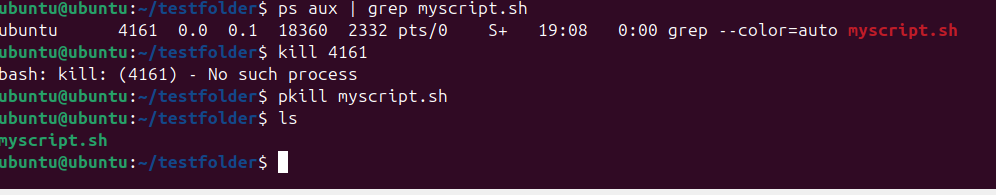 ubuntu@ubuntu:~/testfolder$ ps aux | grep myscript.sh
ubuntu      4161  0.0  0.1  18360  2332 pts/0    S+   19:08   0:00 grep --color=auto myscript.sh
ubuntu@ubuntu:~/testfolder$ kill 4161
bash: kill: (4161) - No such process
ubuntu@ubuntu:~/testfolder$ pkill myscript.sh
ubuntu@ubuntu:~/testfolder$ ls
myscript.sh
ubuntu@ubuntu:~/testfolder$